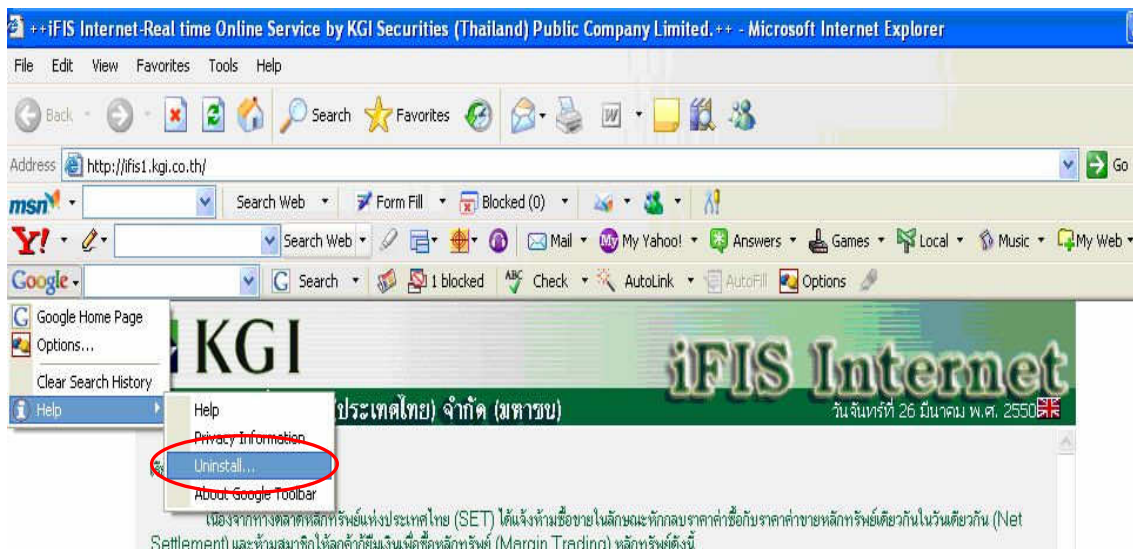 ++iFIS Internet-Real time Online Service by KGI Securities (Thailand) Public Company Limited.++ - Microsoft Internet Explorer
File Edit View Favorites Tools Help
Back Search Favorites
Address http://ifis1.kgi.co.th/ Go
msn Search Web Form Fill Blocked (0)
Y! Search Web Mail My Yahoo! Answers Games Local Music My Web
Google Search 1 blocked Check AutoLink AutoFill Options
Google Home Page
Options...
Clear Search History
Help
KGI
iFIS Internet
ประเทศไทย) จำกัด (มหาชน)
วันจันทร์ที่ 26 มีนาคม พ.ศ. 2550
Help
Privacy Information
Uninstall...
About Google Toolbar
เนื่องจากทางตลาดหลักทรัพย์แห่งประเทศไทย (SET) ได้แจ้งห้ามซื้อขายในลักษณะหักกลบราคาค่าซื้อกับราคาค่าขายหลักทรัพย์เดียวกันในวันเดียวกัน (Net
Settlement) และห้ามสมาชิกให้ลูกค้ากู้ยืมเงินเพื่อซื้อหลักทรัพย์ (Margin Trading) หลักทรัพย์ดังนี้